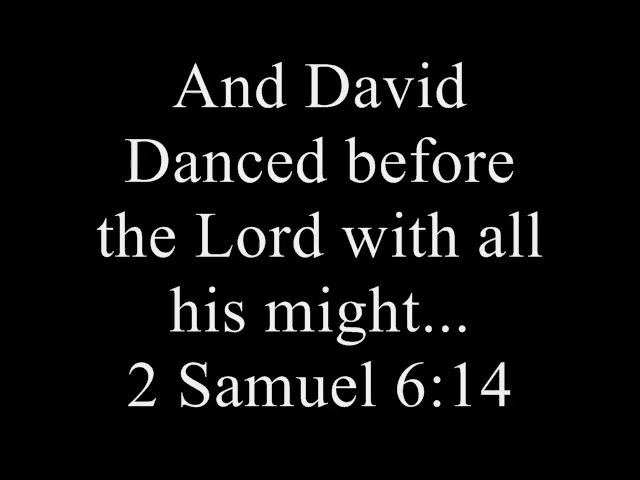 And David
Danced before
the Lord with all
his might...
2 Samuel 6:14